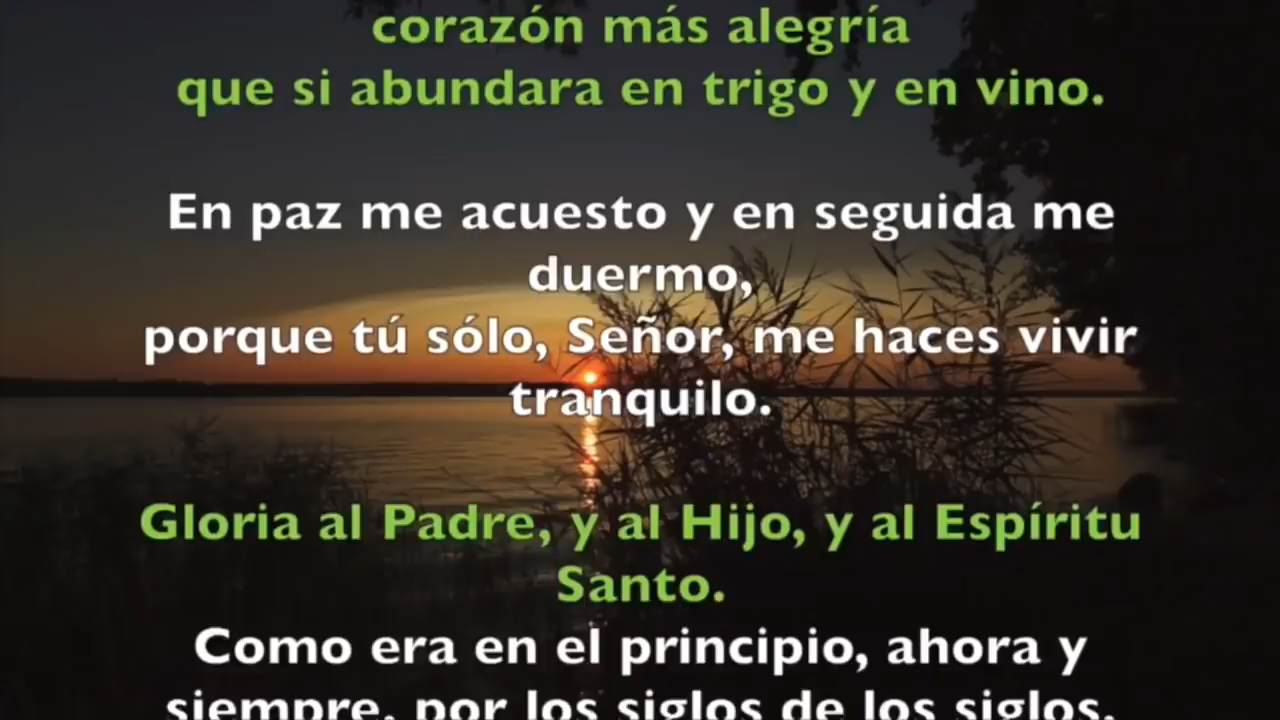 corazón más alegría
que si abundara en trigo y en vino.
En paz me acuesto y en seguida me
duermo,
porque tú sólo, Señor, me haces vivir
tranquilo.
Gloria al Padre, y al Hijo, y al Espíritu
Santo.
Como era en el principio, ahora y
siempre, por los siglos de los siglos.